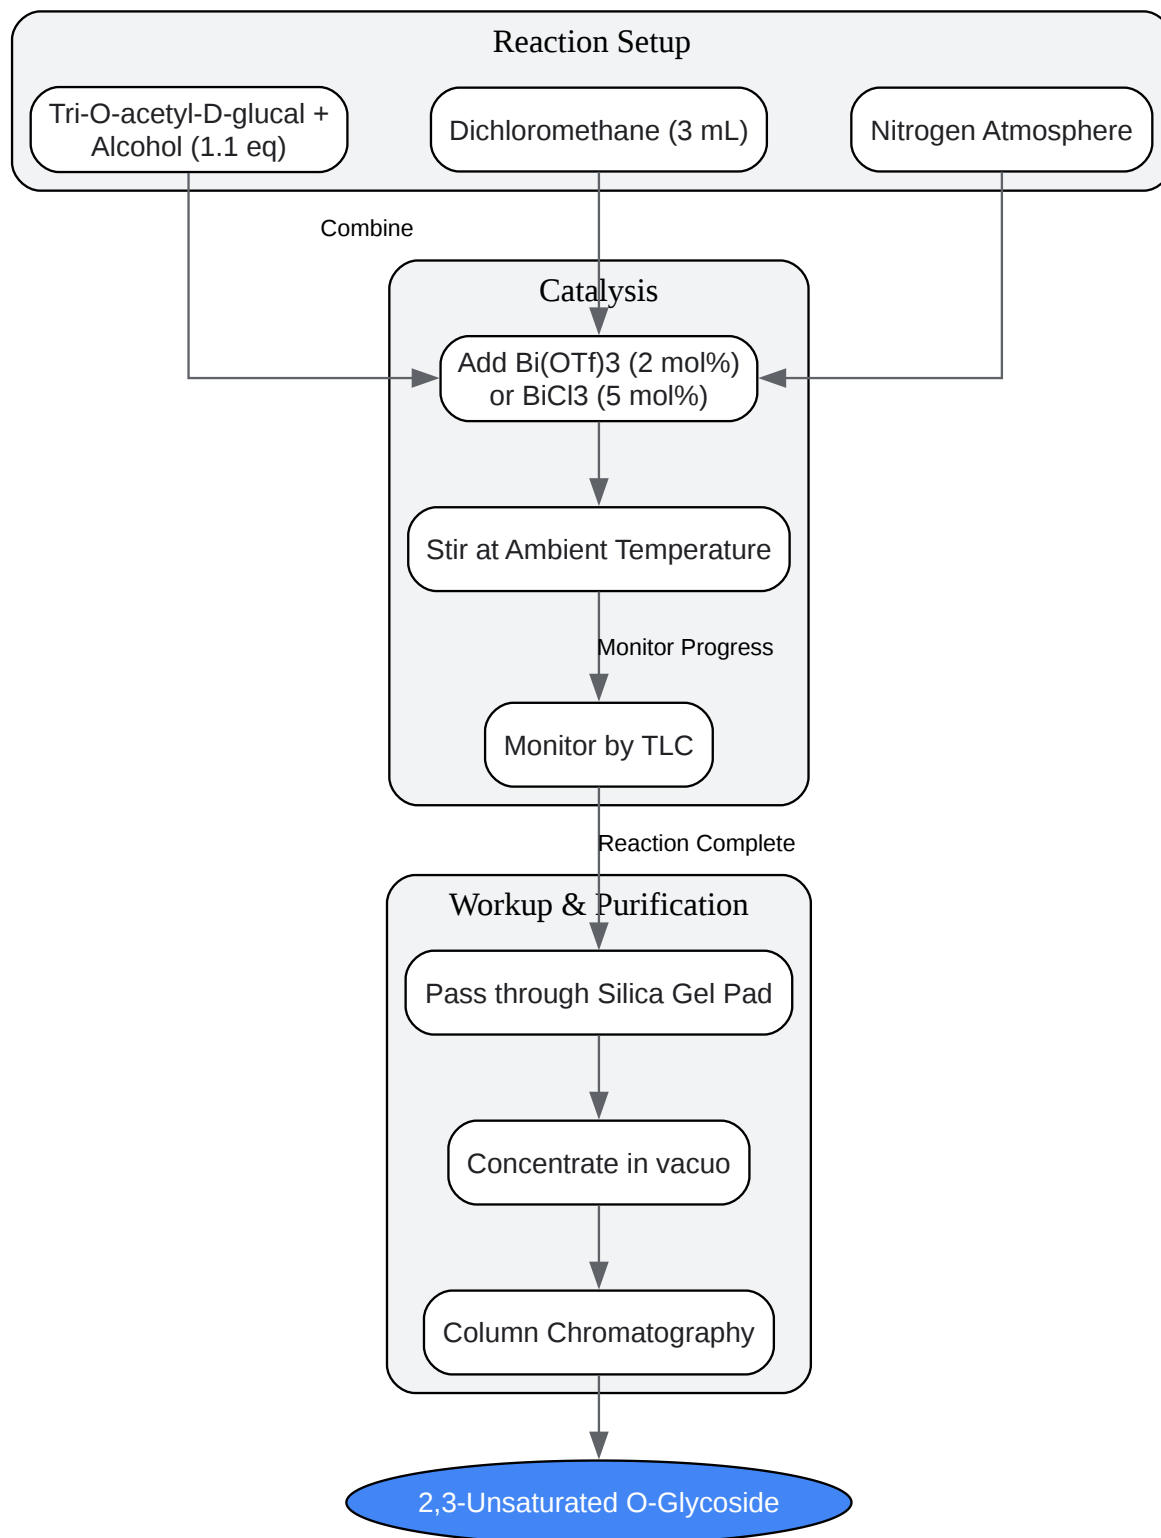 Reaction Setup
Tri-O-acetyl-D-glucal +
Alcohol (1.1 eq)
Dichloromethane (3 mL)
Nitrogen Atmosphere
Combine
Catalysis
Add Bi(OTf)3 (2 mol%)
or BiCl3 (5 mol%)
Stir at Ambient Temperature
Monitor Progress
Monitor by TLC
Reaction Complete
Workup & Purification
Pass through Silica Gel Pad
Concentrate in vacuo
Column Chromatography
2,3-Unsaturated O-Glycoside